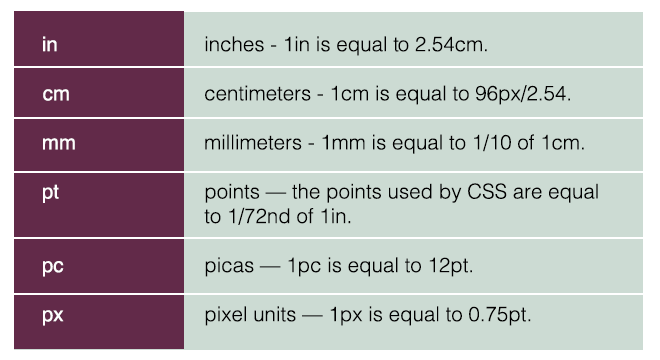 in inches - 1in is equal to 2.54cm.
cm centimeters - 1cm is equal to 96px/2.54.
mm millimeters - 1mm is equal to 1/10 of 1cm.
pt points — the points used by CSS are equal
to 1/72nd of 1in.
pc picas — 1pc is equal to 12pt.
px pixel units — 1px is equal to 0.75pt.